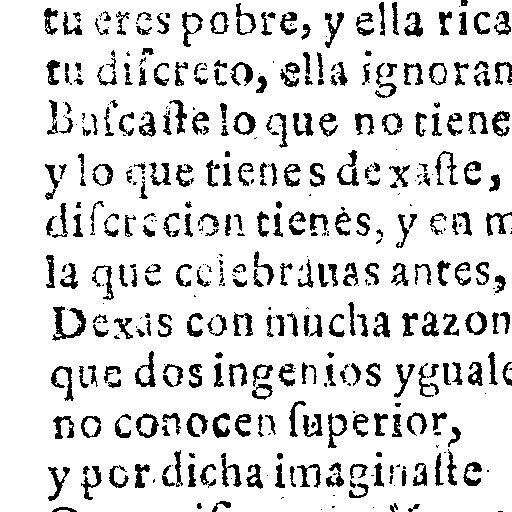 tu eres pobre, y ella rica
tu diſcreto, ella ignoran
Buſcaſte lo que no tiene
y lo que tienes dexaſte,
diſcrecion tienès, y en m
la que celebrauas antes,
Dexas con mucha razon
que dos ingenios yguale
no conocen ſuperior,
y por dicha imaginaſte